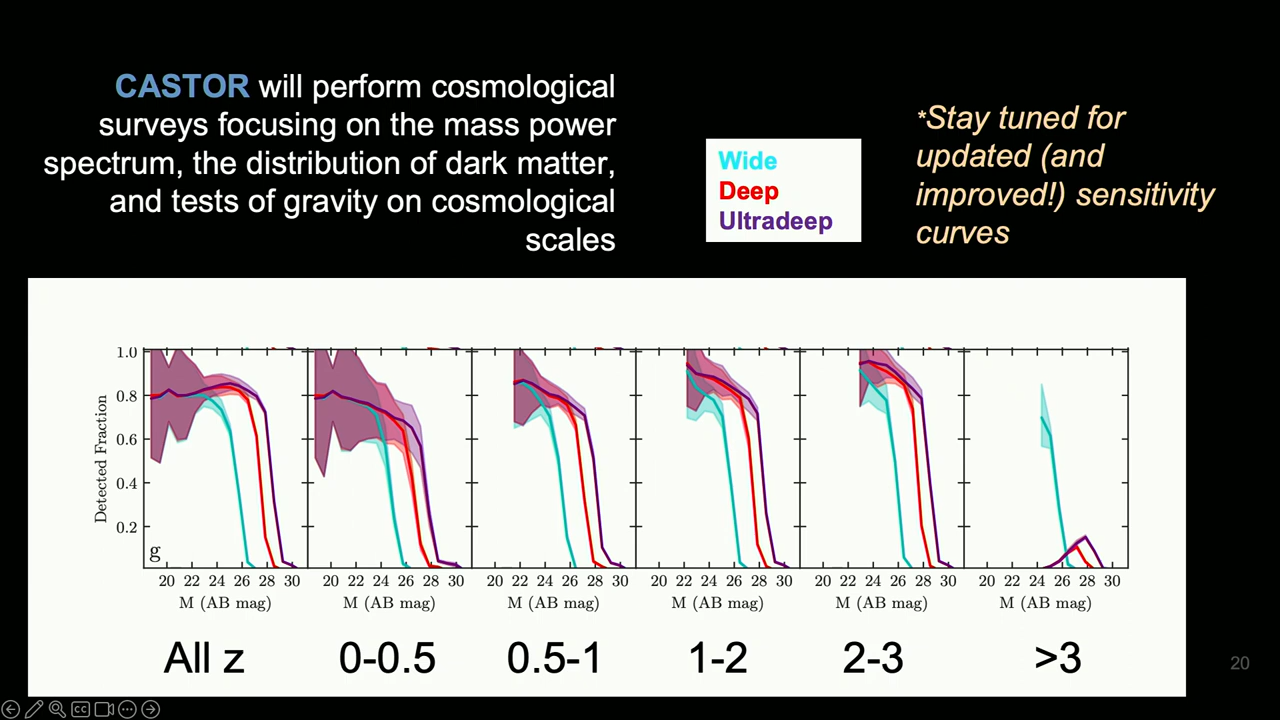 CASTOR will perform cosmological
surveys focusing on the mass power
spectrum, the distribution of dark matter,
and tests of gravity on cosmological
scales
Wide
Deep
Ultradeep
*Stay tuned for
updated (and
improved!) sensitivity
curves
Detected Fraction
1.0
0.8
0.6
0.4
0.2
g
20 22 24 26 28 30
20 22 24 26 28 30
20 22 24 26 28 30
20 22 24 26 28 30
20 22 24 26 28 30
20 22 24 26 28 30
M (AB mag) M (AB mag) M (AB mag) M (AB mag) M (AB mag) M (AB mag)
All z 0-0.5 0.5-1 1-2 2-3 >3
20
CC